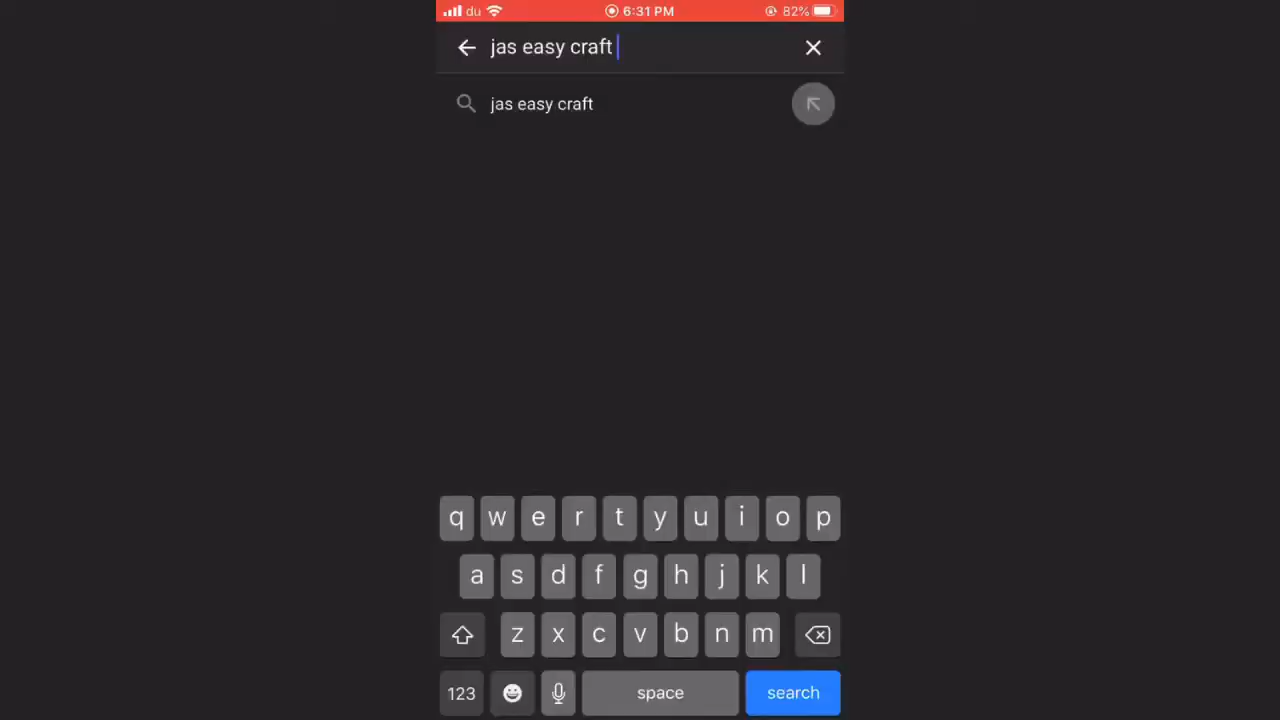 du 6:31 PM 82%
jas easy craft
jas easy craft
q w e r t y u i o p
a s d f g h j k l
z x c v b n m
123 space search